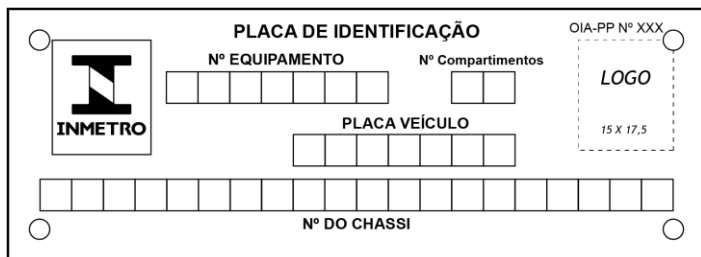 PLACA DE IDENTIFICAÇÃO
OIA-PP Nº XXX
Nº EQUIPAMENTO
Nº Compartimentos
LOGO
INMETRO
15 X 17,5
PLACA VEÍCULO
Nº DO CHASSI